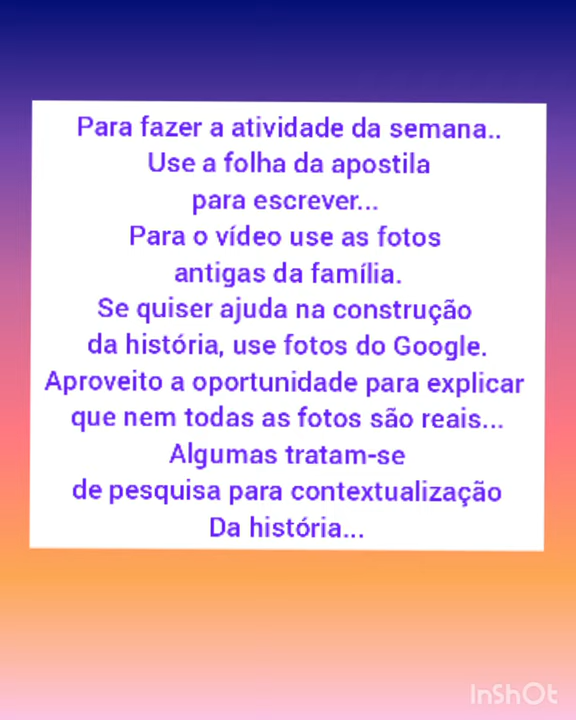 Para fazer a atividade da semana..
Use a folha da apostila
para escrever...
Para o vídeo use as fotos
antigas da família.
Se quiser ajuda na construção
da história, use fotos do Google.
Aproveito a oportunidade para explicar
que nem todas as fotos são reais...
Algumas tratam-se
de pesquisa para contextualização
Da história...
InShOt